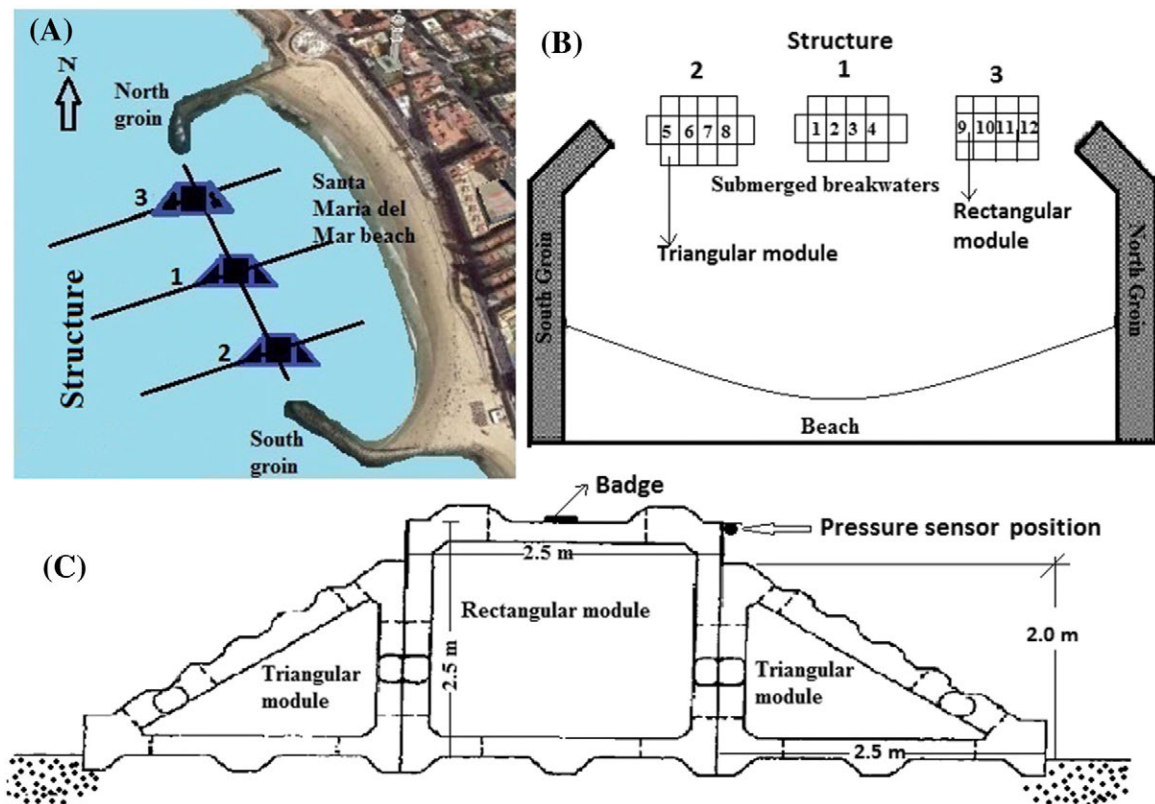 (A)
N
North
groin
3
Santa
Maria del
Mar beach
1
2
Structure
South
groin
(B)
Structure
2
1
3
5 6 7 8
1 2 3 4
9 10 11 12
Submerged breakwaters
Triangular module
Rectangular
module
South Groin
North Groin
Beach
(C)
Badge
Pressure sensor position
2.5 m
Rectangular module
2.5 m
Triangular
module
Triangular
module
2.0 m
2.5 m